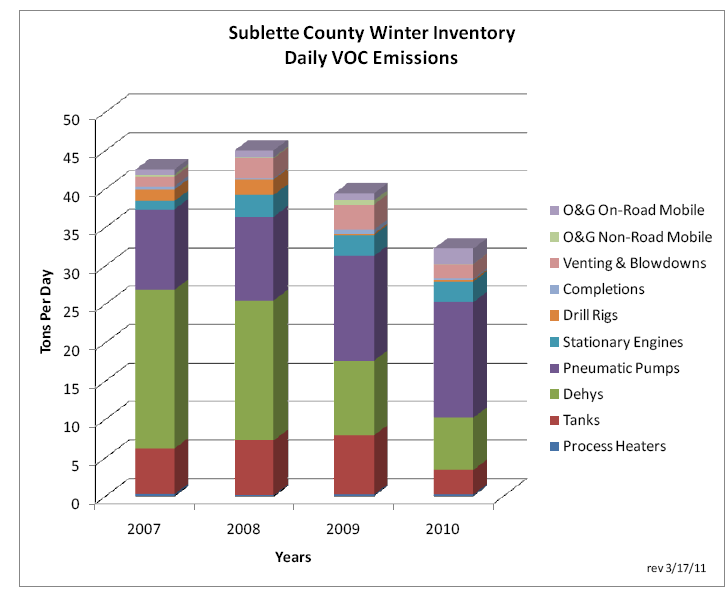 Sublette County Winter Inventory
Daily VOC Emissions
Tons Per Day
50
45
40
35
30
25
20
15
10
5
0
2007
2008
2009
2010
Years
O&G On-Road Mobile
O&G Non-Road Mobile
Venting & Blowdowns
Completions
Drill Rigs
Stationary Engines
Pneumatic Pumps
Dehys
Tanks
Process Heaters
rev 3/17/11